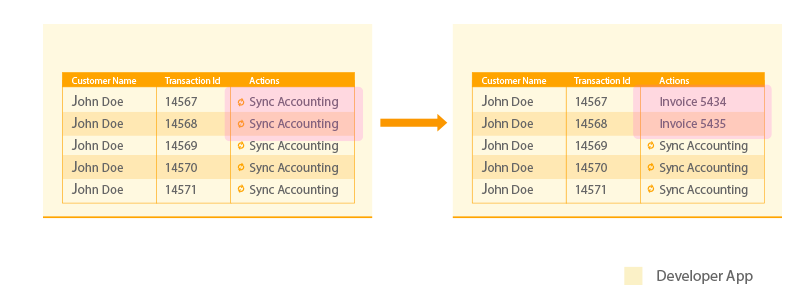 Customer Name Transaction Id Actions
John Doe 14567 Sync Accounting
John Doe 14568 Sync Accounting
John Doe 14569 Sync Accounting
John Doe 14570 Sync Accounting
John Doe 14571 Sync Accounting
Customer Name Transaction Id Actions
John Doe 14567 Invoice 5434
John Doe 14568 Invoice 5435
John Doe 14569 Sync Accounting
John Doe 14570 Sync Accounting
John Doe 14571 Sync Accounting
Developer App